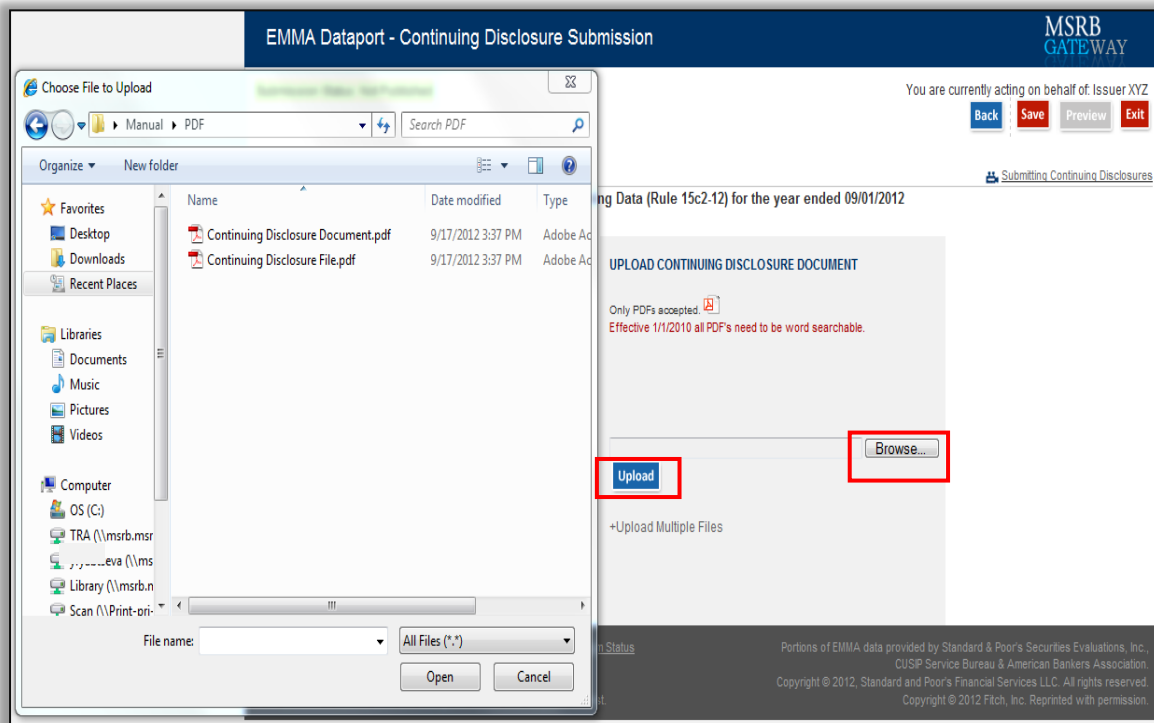 EMMA Dataport - Continuing Disclosure Submission
MSRB
GATEWAY
Choose File to Upload
Submission Status: Not Published
You are currently acting on behalf of: Issuer XYZ
Back Save Preview Exit
Manual PDF
Search PDF
Organize New folder
Submitting Continuing Disclosures
ng Data (Rule 15c2-12) for the year ended 09/01/2012
Favorites
Desktop
Downloads
Recent Places
Libraries
Documents
Music
Pictures
Videos
Computer
OS (C:)
TRA (\\msrb.msr
eva (\\ms
Library (\\msrb.n
Scan (\\Print-pri-
Name Date modified Type
Continuing Disclosure Document.pdf 9/17/2012 3:37 PM Adobe Ac
Continuing Disclosure File.pdf 9/17/2012 3:37 PM Adobe Ac
File name: All Files (*.*)
Open Cancel
UPLOAD CONTINUING DISCLOSURE DOCUMENT
Only PDFs accepted.
Effective 1/1/2010 all PDF's need to be word searchable.
Browse...
Upload
+Upload Multiple Files
n Status
st.
Portions of EMMA data provided by Standard & Poor's Securities Evaluations, Inc.,
CUSIP Service Bureau & American Bankers Association.
Copyright © 2012, Standard and Poor's Financial Services LLC. All rights reserved.
Copyright © 2012 Fitch, Inc. Reprinted with permission.